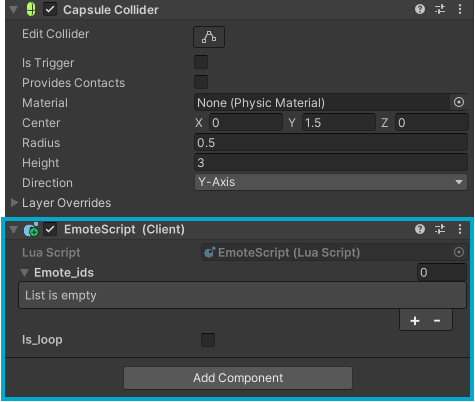 Capsule Collider
Edit Collider
Is Trigger
Provides Contacts
Material None (Physic Material)
Center X 0 Y 1.5 Z 0
Radius 0.5
Height 3
Direction Y-Axis
Layer Overrides
EmoteScript (Client)
Lua Script EmoteScript (Lua Script)
Emote_ids 0
List is empty
+ -
Is_loop
Add Component